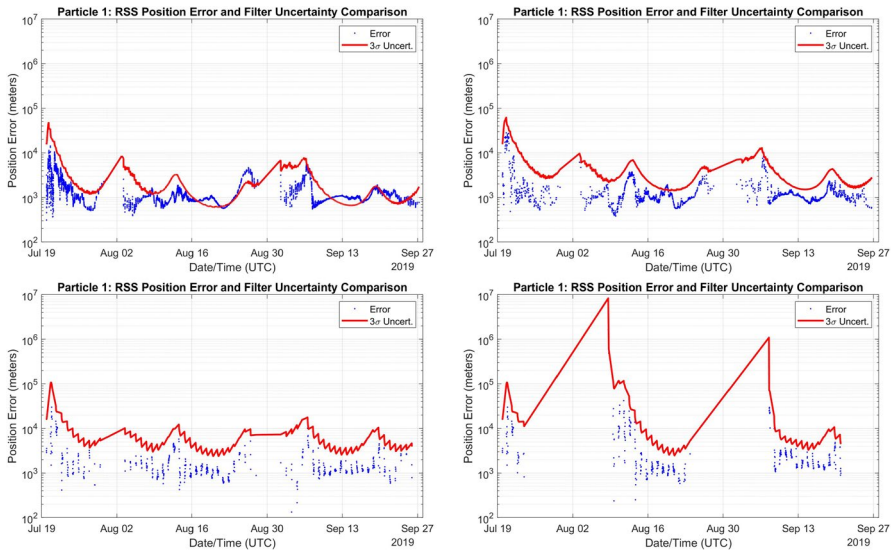 Particle 1: RSS Position Error and Filter Uncertainty Comparison
Position Error (meters)
10^7
10^6
10^5
10^4
10^3
10^2
Error
3σ Uncert.
Jul 19 Aug 02 Aug 16 Aug 30 Sep 13 Sep 27
Date/Time (UTC) 2019
Particle 1: RSS Position Error and Filter Uncertainty Comparison
Position Error (meters)
10^7
10^6
10^5
10^4
10^3
10^2
Error
3σ Uncert.
Jul 19 Aug 02 Aug 16 Aug 30 Sep 13 Sep 27
Date/Time (UTC) 2019
Particle 1: RSS Position Error and Filter Uncertainty Comparison
Position Error (meters)
10^7
10^6
10^5
10^4
10^3
10^2
Error
3σ Uncert.
Jul 19 Aug 02 Aug 16 Aug 30 Sep 13 Sep 27
Date/Time (UTC) 2019
Particle 1: RSS Position Error and Filter Uncertainty Comparison
Position Error (meters)
10^7
10^6
10^5
10^4
10^3
10^2
Error
3σ Uncert.
Jul 19 Aug 02 Aug 16 Aug 30 Sep 13 Sep 27
Date/Time (UTC) 2019